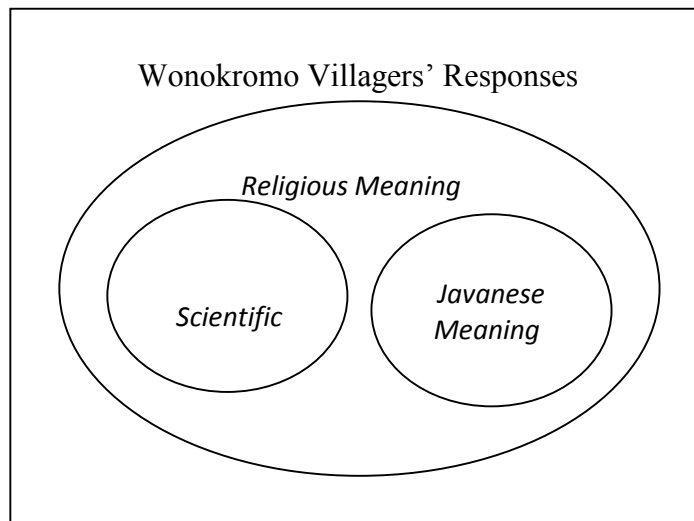 Wonokromo Villagers’ Responses
Religious Meaning
Scientific
Javanese
Meaning